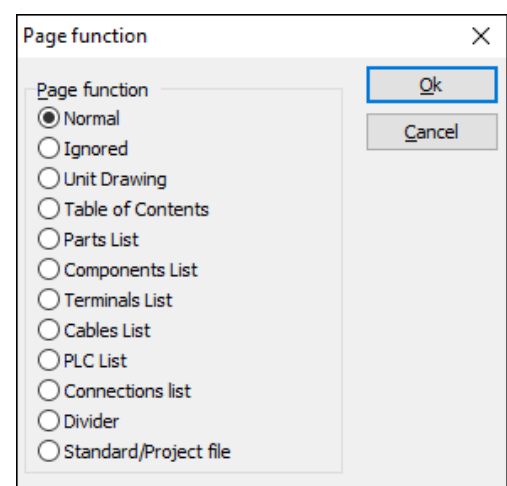 Page function
Page function
Ok
Normal
Cancel
Ignored
Unit Drawing
Table of Contents
Parts List
Components List
Terminals List
Cables List
PLC List
Connections list
Divider
Standard/Project file